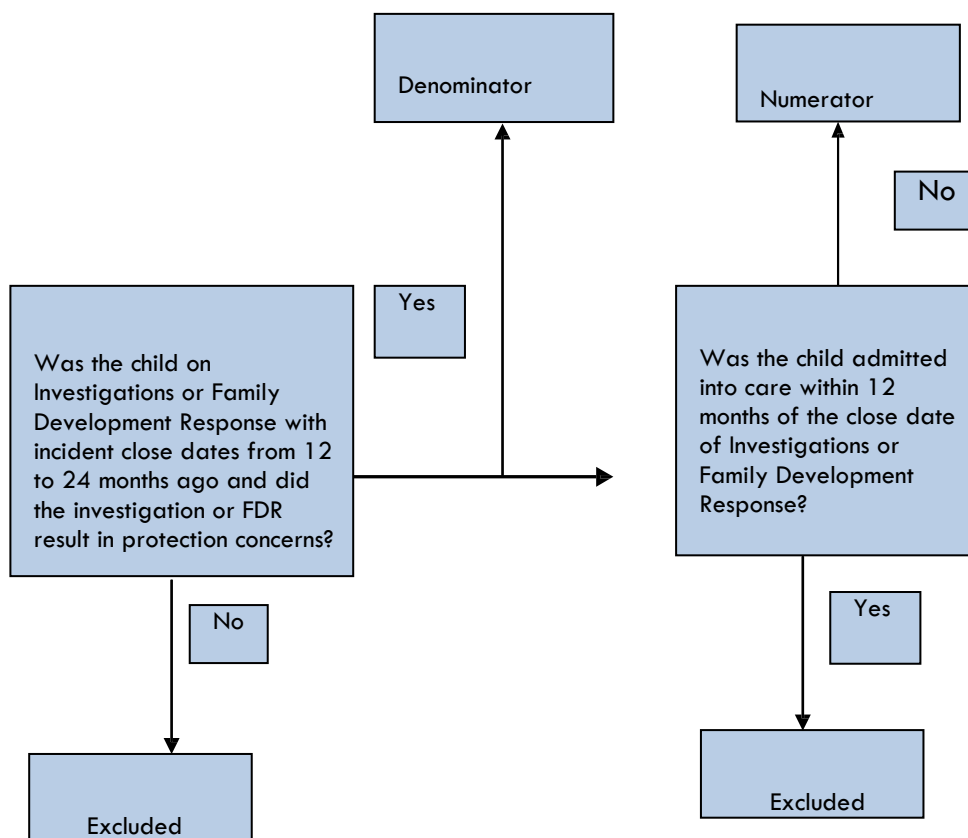 Denominator
Numerator
No
Yes
Was the child on
Investigations or Family
Development Response with
incident close dates from 12
to 24 months ago and did
the investigation or FDR
result in protection concerns?
Was the child admitted
into care within 12
months of the close date
of Investigations or
Family Development
Response?
No
Yes
Excluded
Excluded